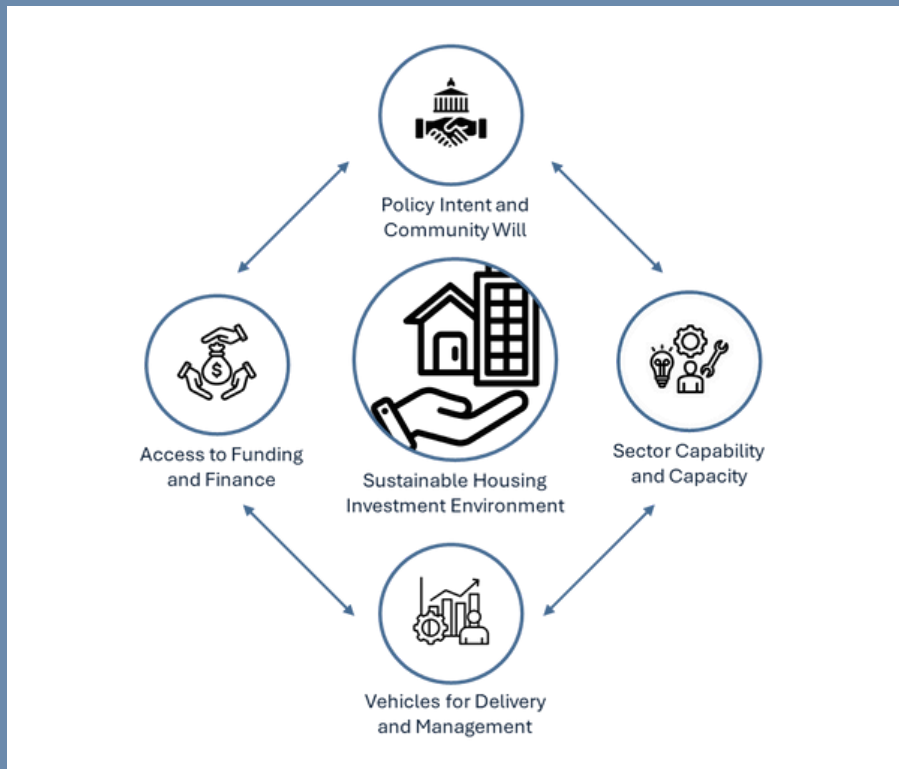 Policy Intent and
Community Will
Access to Funding
and Finance
$
Sustainable Housing
Investment Environment
Sector Capability
and Capacity
Vehicles for Delivery
and Management